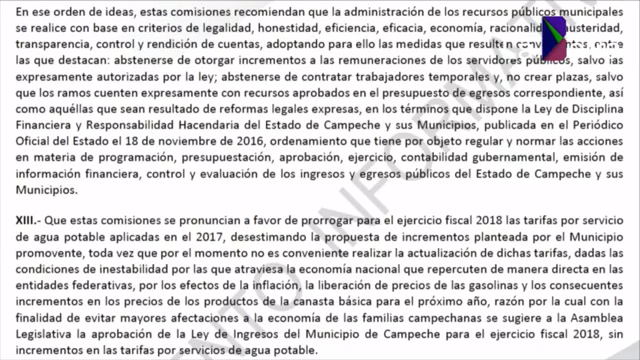 En ese orden de ideas, estas comisiones recomiendan que la administración de los recursos públicos municipales
se realice con base en criterios de legalidad, honestidad, eficiencia, eficacia, economía, racionalidad, austeridad,
transparencia, control y rendición de cuentas, adoptando para ello las medidas que resulten convenientes, entre
las que destacan: abstenerse de otorgar incrementos a las remuneraciones de los servidores públicos, salvo las
expresamente autorizadas por la ley; abstenerse de contratar trabajadores temporales y, no crear plazas, salvo
que los ramos cuenten expresamente con recursos aprobados en el presupuesto de egresos correspondiente, así
como aquéllas que sean resultado de reformas legales expresas, en los términos que dispone la Ley de Disciplina
Financiera y Responsabilidad Hacendaria del Estado de Campeche y sus Municipios, publicada en el Periódico
Oficial del Estado el 18 de noviembre de 2016, ordenamiento que tiene por objeto regular y normar las acciones
en materia de programación, presupuestación, aprobación, ejercicio, contabilidad gubernamental, emisión de
información financiera, control y evaluación de los ingresos y egresos públicos del Estado de Campeche y sus
Municipios.
XIII.- Que estas comisiones se pronuncian a favor de prorrogar para el ejercicio fiscal 2018 las tarifas por servicio
de agua potable aplicadas en el 2017, desestimando la propuesta de incrementos planteada por el Municipio
promovente, toda vez que por el momento no es conveniente realizar la actualización de dichas tarifas, dadas las
condiciones de inestabilidad por las que atraviesa la economía nacional que repercuten de manera directa en las
entidades federativas, por los efectos de la inflación, la liberación de precios de las gasolinas y los consecuentes
incrementos en los precios de los productos de la canasta básica para el próximo año, razón por la cual con la
finalidad de evitar mayores afectaciones a la economía de las familias campechanas se sugiere a la Asamblea
Legislativa la aprobación de la Ley de Ingresos del Municipio de Campeche para el ejercicio fiscal 2018, sin
incrementos en las tarifas por servicios de agua potable.